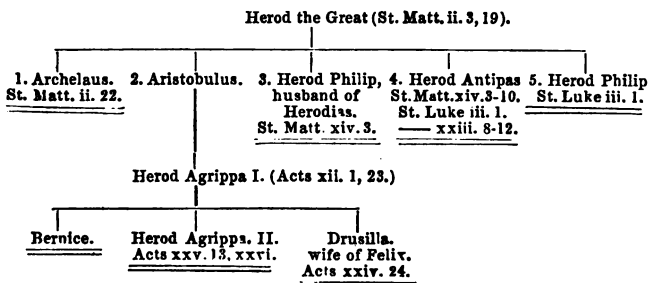 Herod the Great (St. Matt. ii. 3, 19).
1. Archelaus. 2. Aristobulus. 3. Herod Philip, 4. Herod Antipas 5. Herod Philip
St. Matt. ii. 22. husband of St. Matt. xiv. 3-10. St. Luke iii. 1.
Herodias. St. Luke iii. 1.
St. Matt. xiv. 3. — xxiii. 8-12.
Herod Agrippa I. (Acts xii. 1, 23.)
Bernice. Herod Agrippa. II. Drusilla.
Acts xxv. 13, xxvi. wife of Felix.
Acts xxiv. 24.